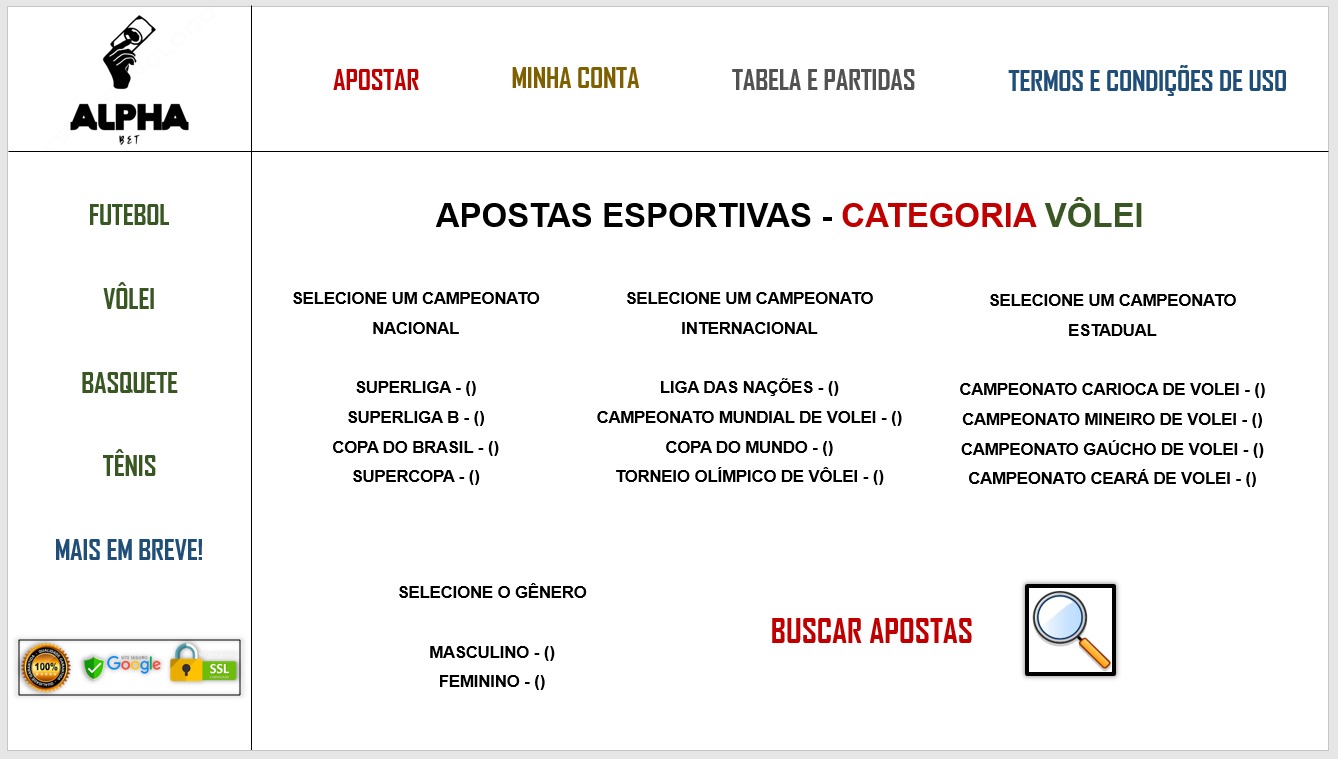 ALPHA
BET
APOSTAR
MINHA CONTA
TABELA E PARTIDAS
TERMOS E CONDIÇÕES DE USO
FUTEBOL
VÔLEI
BASQUETE
TÊNIS
MAIS EM BREVE!
100%
SITE SEGURO
Google
SSL
APOSTAS ESPORTIVAS - CATEGORIA VÔLEI
SELECIONE UM CAMPEONATO
NACIONAL
SUPERLIGA - ()
SUPERLIGA B - ()
COPA DO BRASIL - ()
SUPERCOPA - ()
SELECIONE UM CAMPEONATO
INTERNACIONAL
LIGA DAS NAÇÕES - ()
CAMPEONATO MUNDIAL DE VOLEI - ()
COPA DO MUNDO - ()
TORNEIO OLÍMPICO DE VÔLEI - ()
SELECIONE UM CAMPEONATO
ESTADUAL
CAMPEONATO CARIOCA DE VOLEI - ()
CAMPEONATO MINEIRO DE VOLEI - ()
CAMPEONATO GAÚCHO DE VOLEI - ()
CAMPEONATO CEARÁ DE VOLEI - ()
SELECIONE O GÊNERO
MASCULINO - ()
FEMININO - ()
BUSCAR APOSTAS